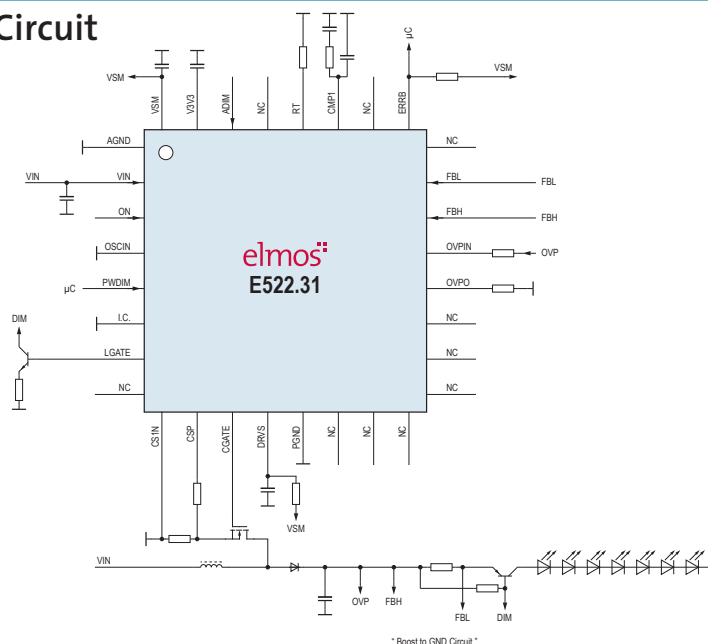 Circuit
µC
VSM
VSM
VSM
V3V3
ADIM
NC
RT
CMP1
NC
ERRB
AGND
NC
VIN
VIN
FBL
FBL
ON
FBH
FBH
OSCIN
OVPIN
OVP
elmos
E522.31
µC
PWDIM
OVPO
DIM
I.C.
NC
LGATE
NC
NC
NC
CS1N
CSP
CGATE
DRVS
PGND
NC
NC
NC
VSM
VIN
OVP
FBH
FBL
DIM
" Boost to GND Circuit "